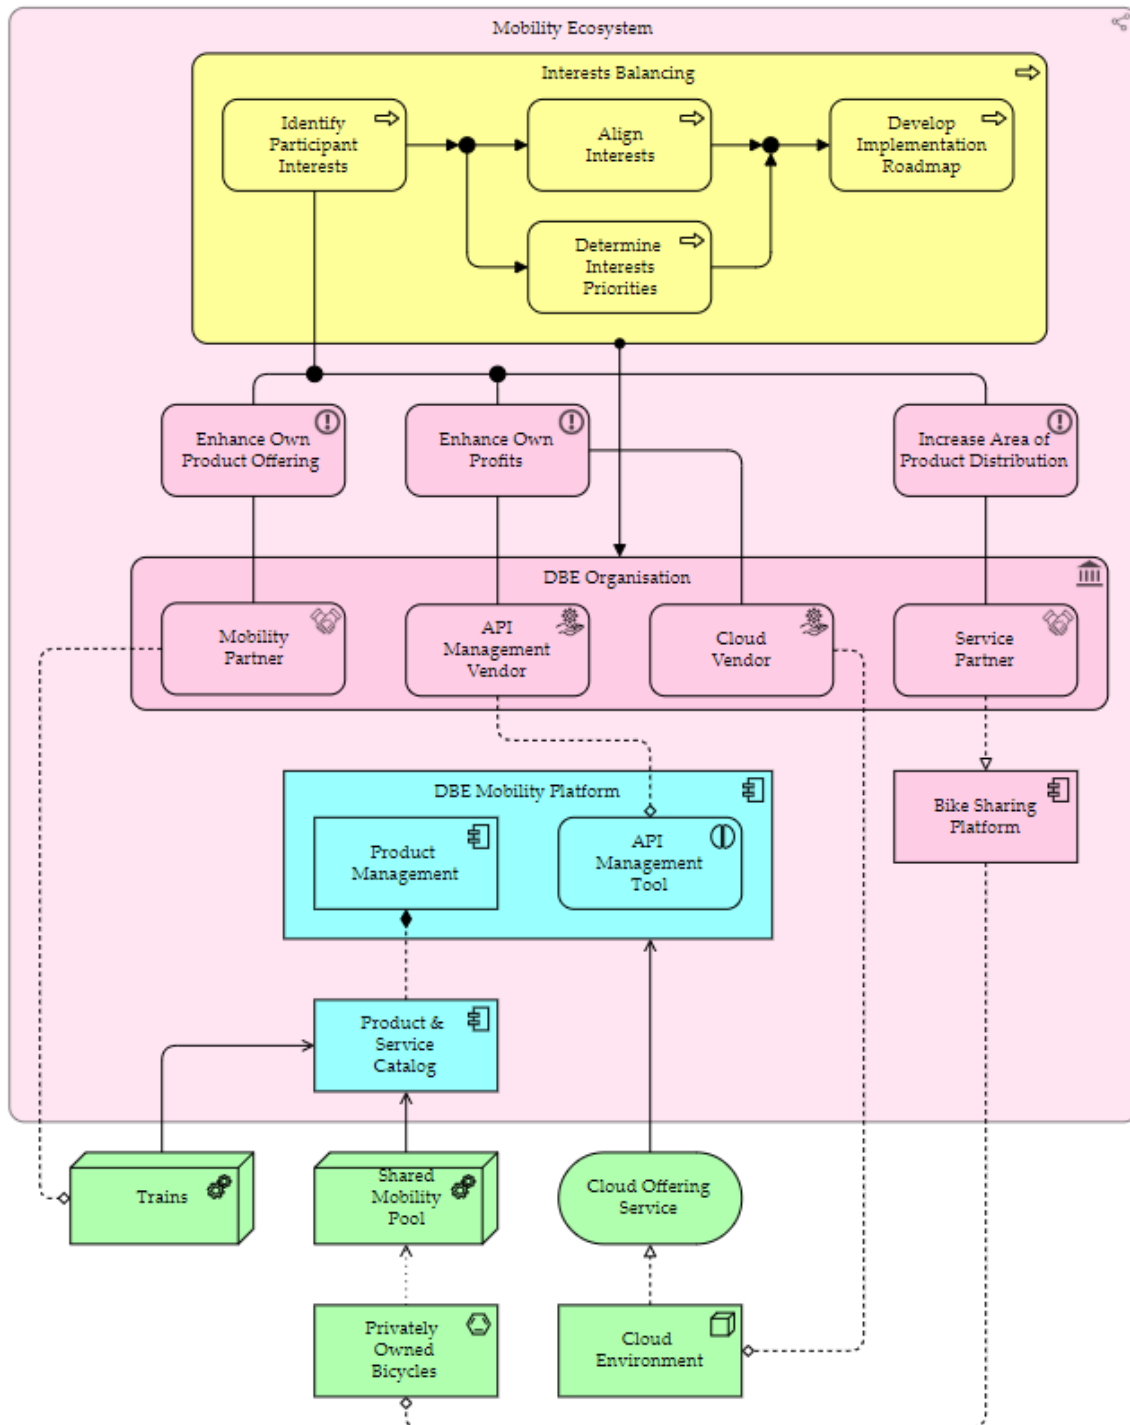 Mobility Ecosystem
Interests Balancing
Identify
Participant
Interests
Align
Interests
Develop
Implementation
Roadmap
Determine
Interests
Priorities
Enhance Own
Product Offering
Enhance Own
Profits
Increase Area of
Product Distribution
DBE Organisation
Mobility
Partner
API
Management
Vendor
Cloud
Vendor
Service
Partner
DBE Mobility Platform
Product
Management
API
Management
Tool
Bike Sharing
Platform
Product &
Service
Catalog
Trains
Shared
Mobility
Pool
Cloud Offering
Service
Privately
Owned
Bicycles
Cloud
Environment